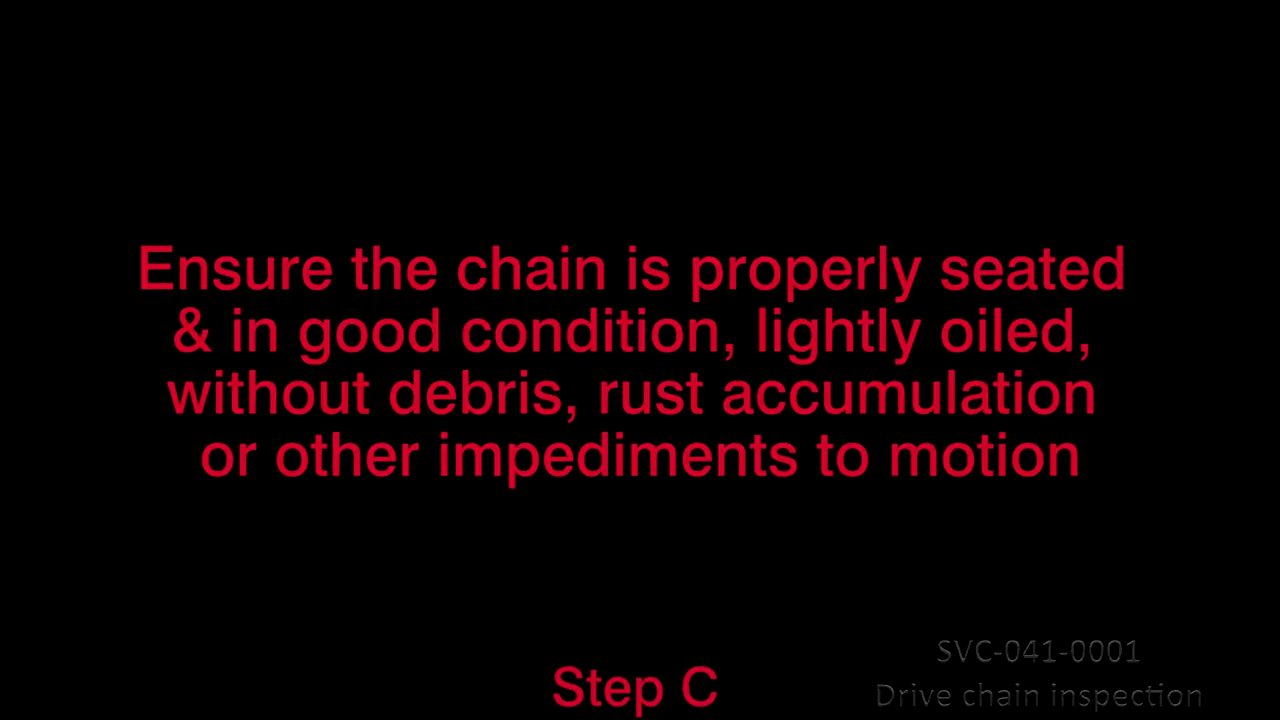 Ensure the chain is properly seated
& in good condition, lightly oiled,
without debris, rust accumulation
or other impediments to motion
Step C
SVC-041-0001
Drive chain inspection